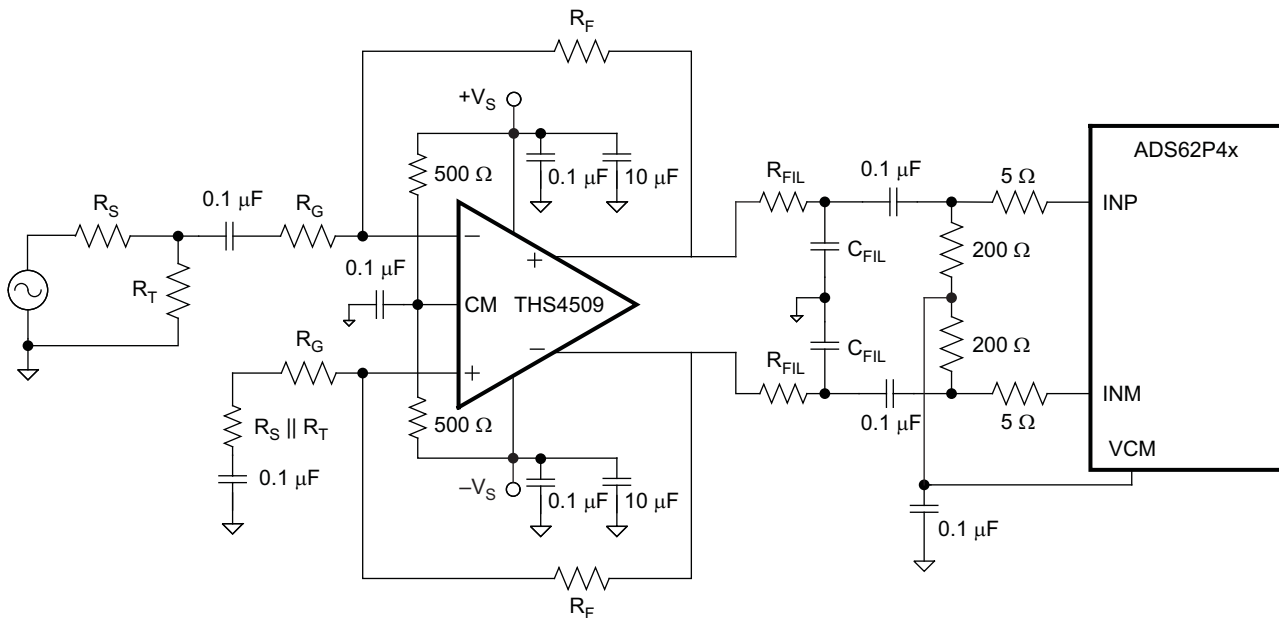 R_F
+V_S
ADS62P4x
500 Ω
0.1 μF
10 μF
R_FIL
0.1 μF
5 Ω
R_S
0.1 μF
R_G
INP
−
+
C_FIL
200 Ω
0.1 μF
R_T
CM
THS4509
R_G
−
C_FIL
200 Ω
+
R_FIL
INM
0.1 μF
5 Ω
R_S || R_T
500 Ω
VCM
0.1 μF
−V_S
0.1 μF
10 μF
0.1 μF
R_F